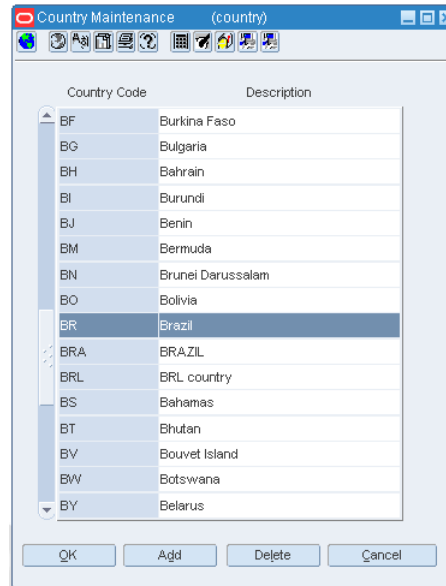 Country Maintenance (country)
Country Code Description
BF Burkina Faso
BG Bulgaria
BH Bahrain
BI Burundi
BJ Benin
BM Bermuda
BN Brunei Darussalam
BO Bolivia
BR Brazil
BRA BRAZIL
BRL BRL country
BS Bahamas
BT Bhutan
BV Bouvet Island
BW Botswana
BY Belarus
OK Add Delete Cancel